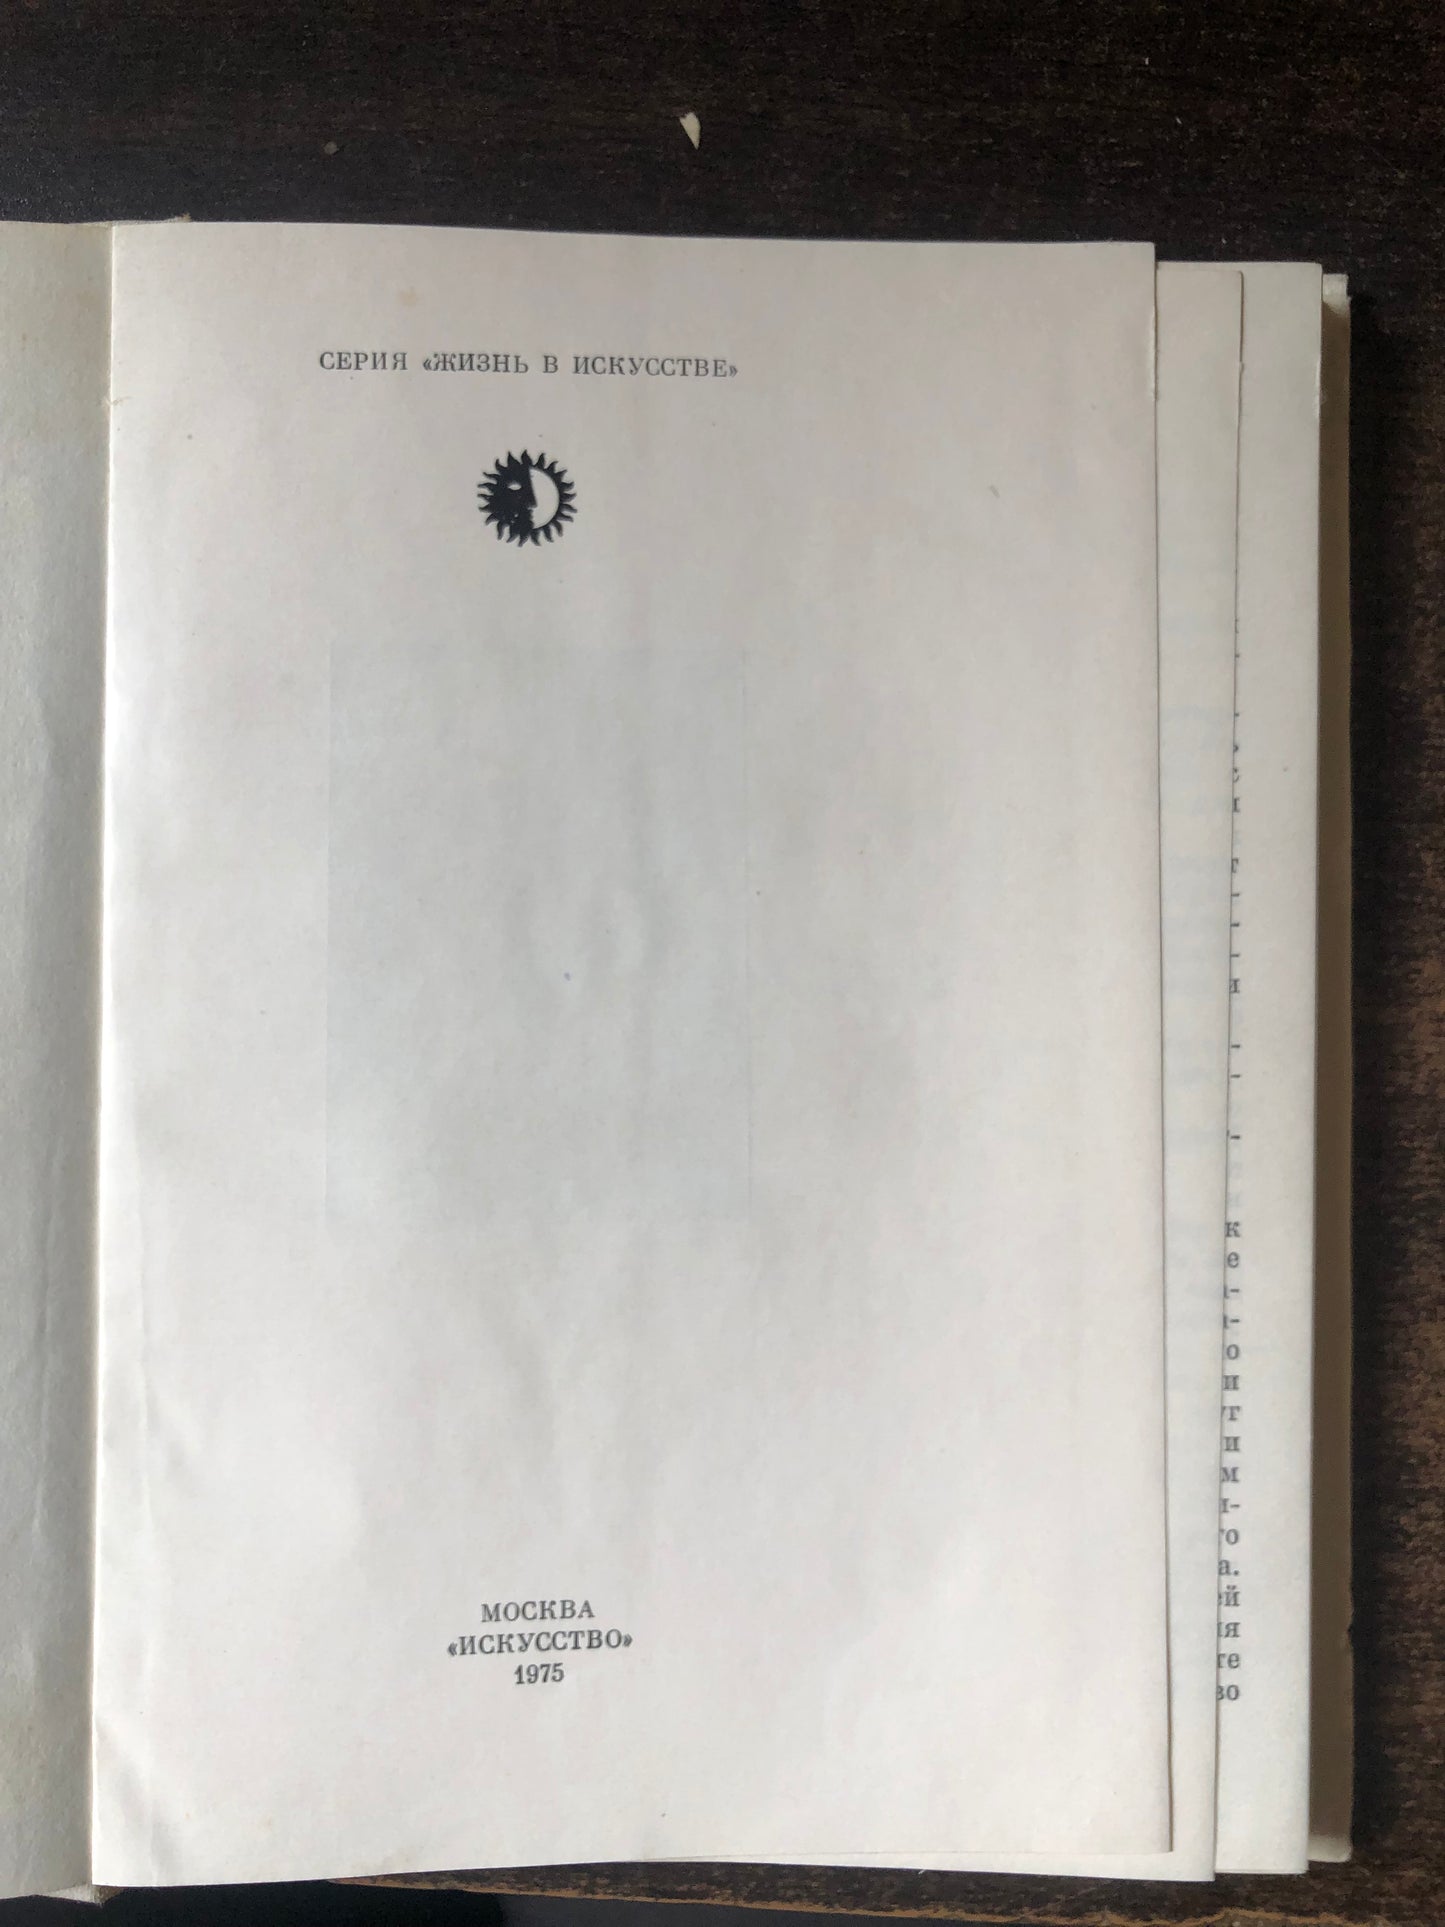 СЕРИЯ «ЖИЗНЬ В ИСКУССТВЕ»
МОСКВА
«ИСКУССТВО»
1975